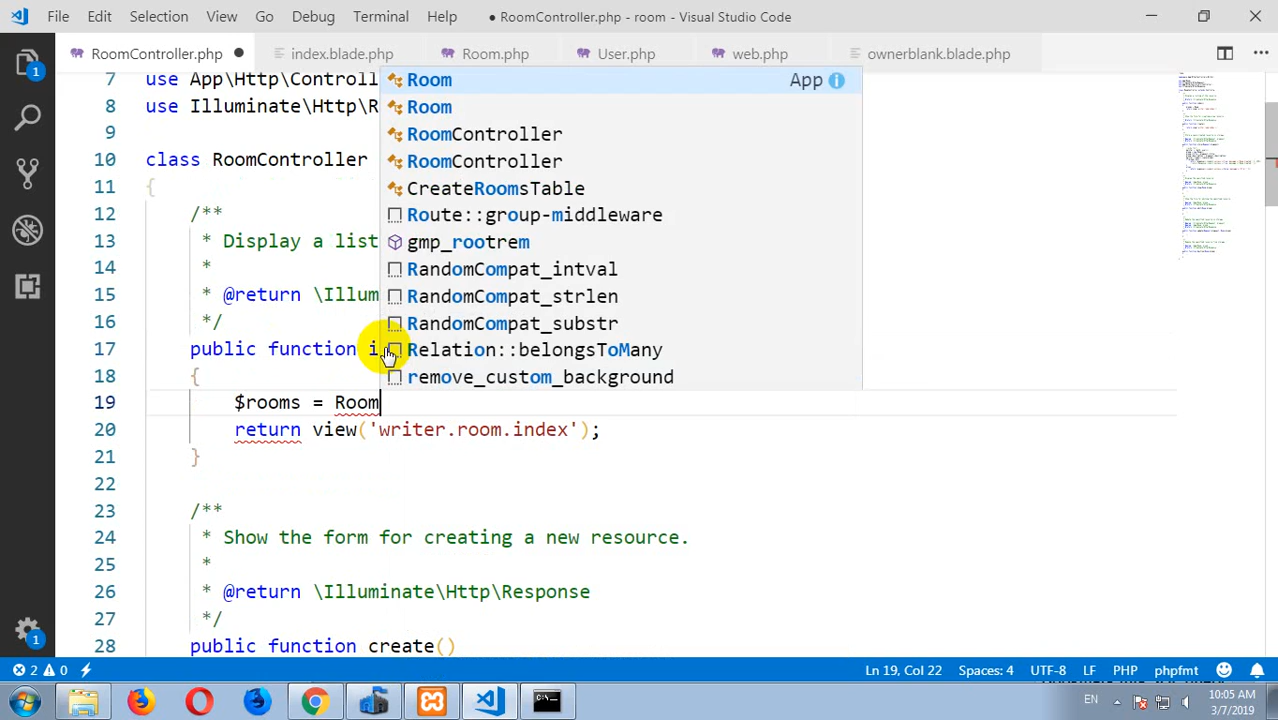 File Edit Selection View Go Debug Terminal Help ● RoomController.php - room - Visual Studio Code
RoomController.php ● index.blade.php Room.php User.php web.php ownerblank.blade.php
7 use App\Http\Controll
8 use Illuminate\Http\R
9
10 class RoomController
11 {
12 /**
13 * Display a list
14 *
15 * @return \Illum
16 */
17 public function i
18 {
19 $rooms = Room
20 return view('writer.room.index');
21 }
22
23 /**
24 * Show the form for creating a new resource.
25 *
26 * @return \Illuminate\Http\Response
27 */
28 public function create()
Room App
Room
RoomController
RoomController
CreateRoomsTable
Route::group-middleware
gmp_rootrem
RandomCompat_intval
RandomCompat_strlen
RandomCompat_substr
Relation::belongsToMany
remove_custom_background
1
1
2 0 Ln 19, Col 22 Spaces: 4 UTF-8 LF PHP phpfmt 1
EN 10:05 AM
3/7/2019